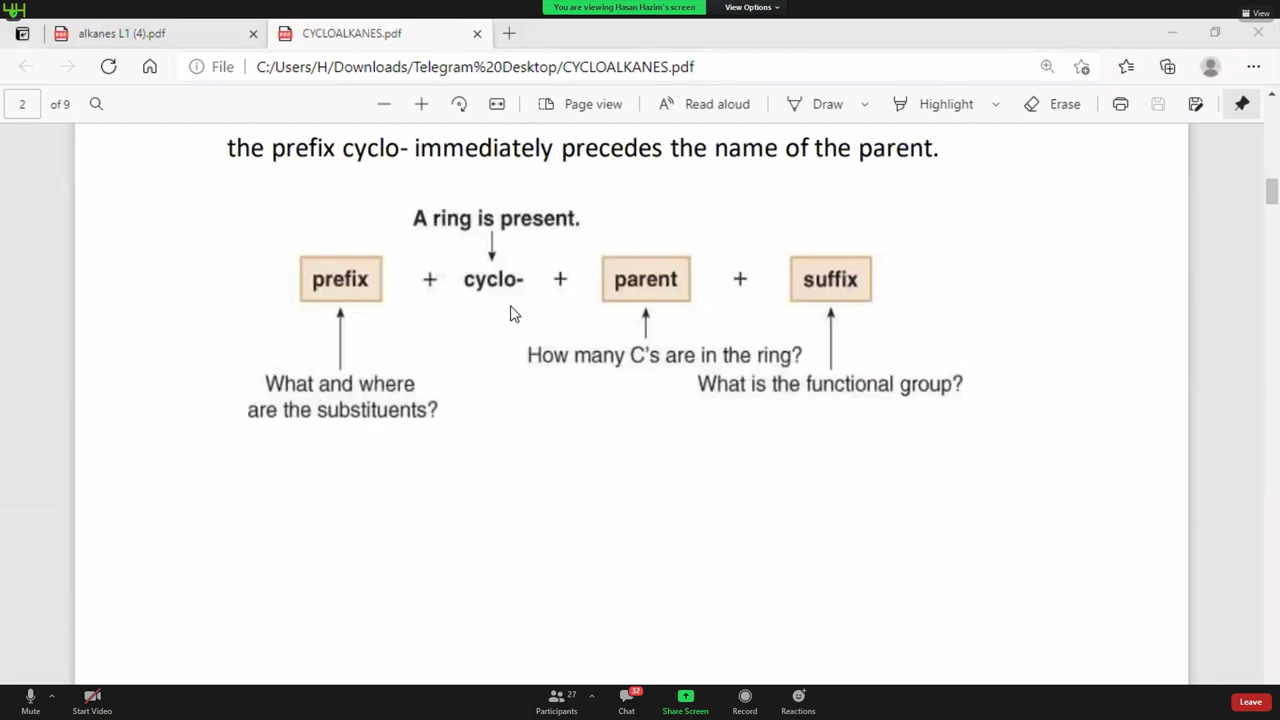 You are viewing Hasan Hazim's screen
View Options
View
alkanes L1 (4).pdf
CYCLOALKANES.pdf
File
C:/Users/H/Downloads/Telegram%20Desktop/CYCLOALKANES.pdf
2 of 9
Page view
Read aloud
Draw
Highlight
Erase
the prefix cyclo- immediately precedes the name of the parent.
A ring is present.
prefix + cyclo- + parent + suffix
How many C's are in the ring?
What and where
are the substituents?
What is the functional group?
Mute
Start Video
27
Participants
32
Chat
Share Screen
Record
Reactions
Leave